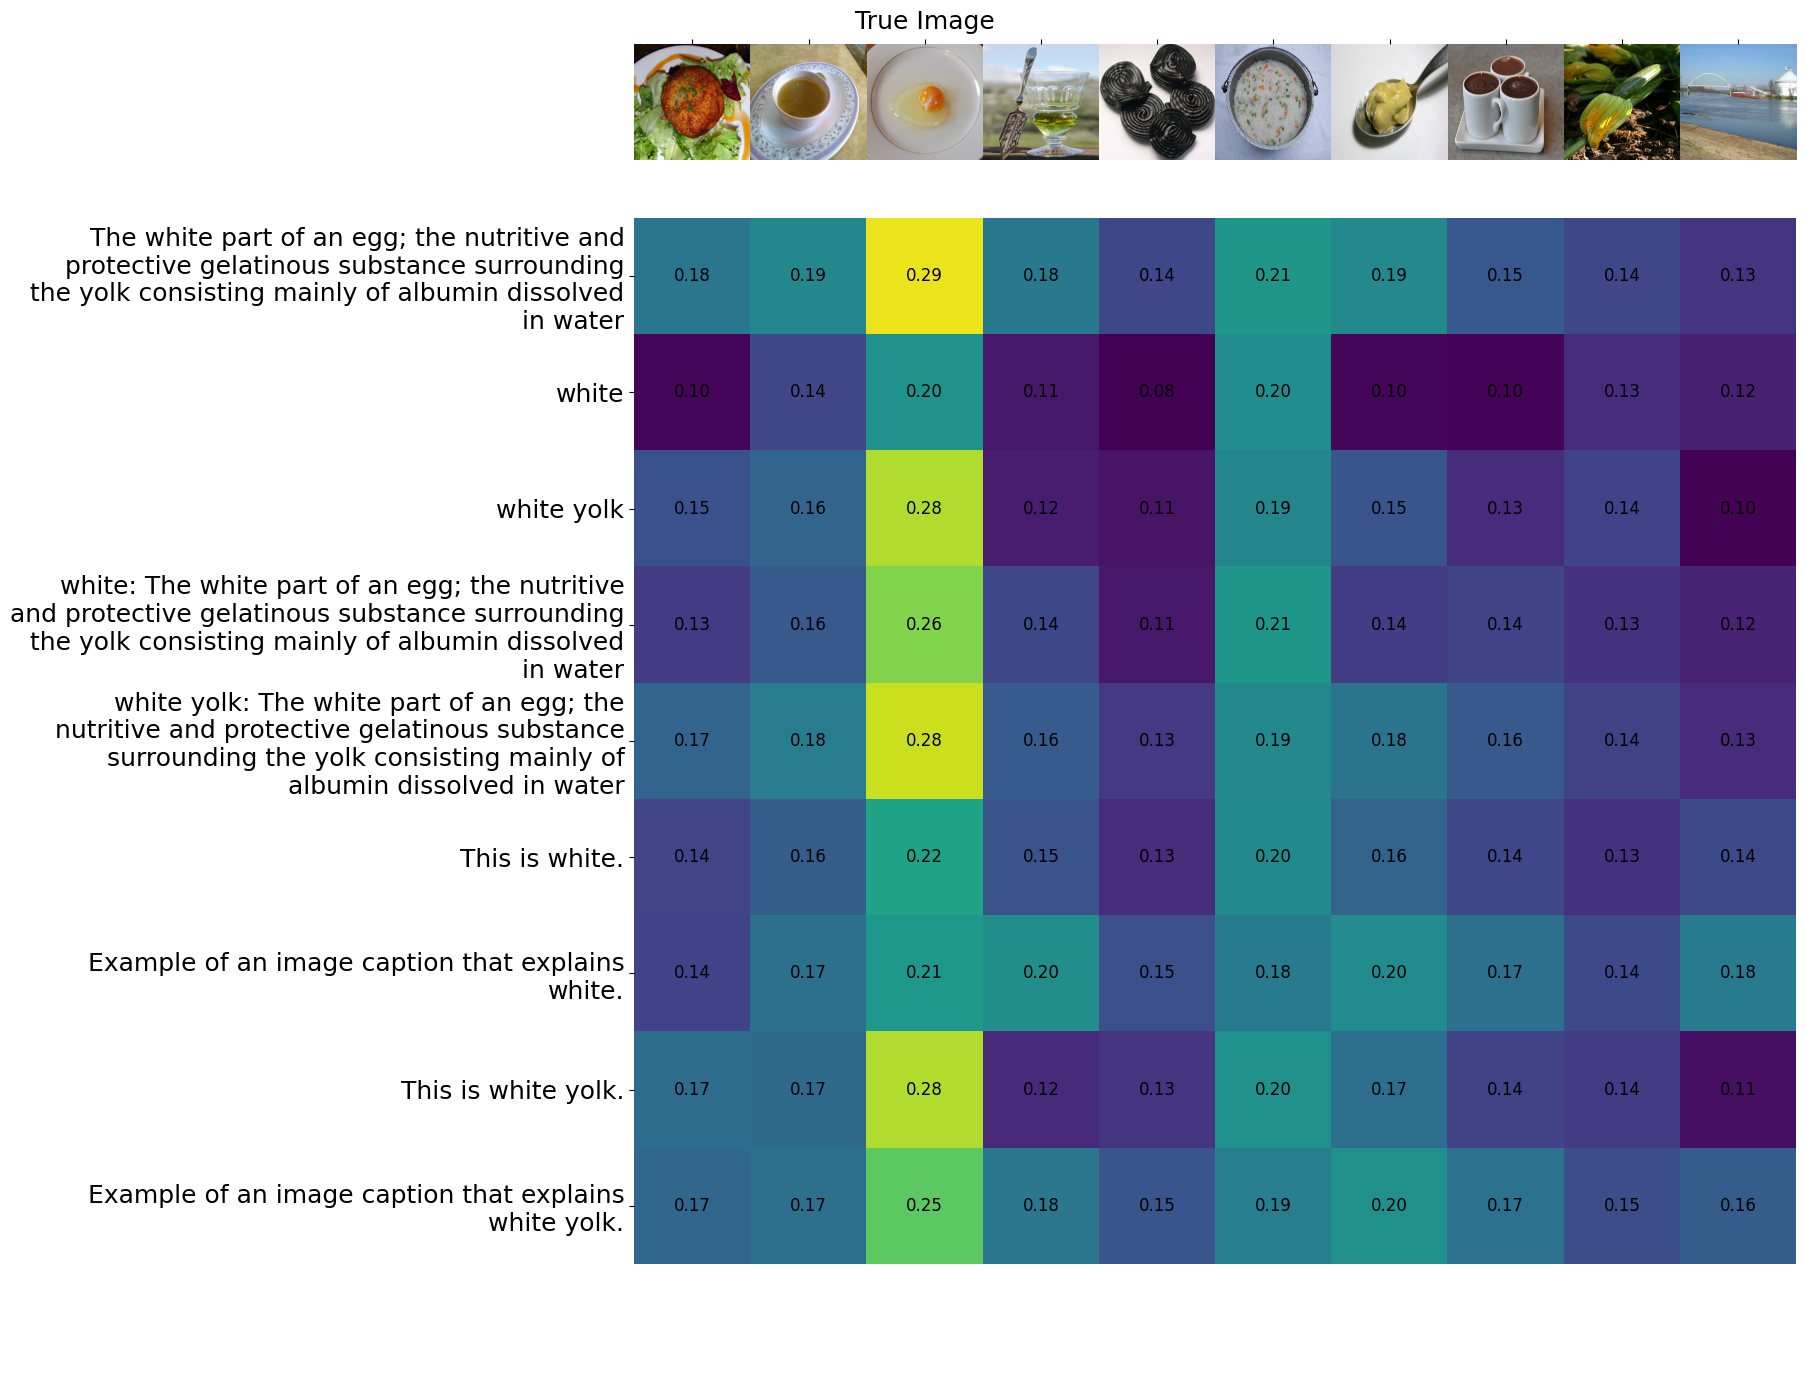 True Image
The white part of an egg; the nutritive and
protective gelatinous substance surrounding
the yolk consisting mainly of albumin dissolved
in water
0.18 0.19 0.29 0.18 0.14 0.21 0.19 0.15 0.14 0.13
white
0.10 0.14 0.20 0.11 0.08 0.20 0.10 0.10 0.13 0.12
white yolk
0.15 0.16 0.28 0.12 0.11 0.19 0.15 0.13 0.14 0.10
white: The white part of an egg; the nutritive
and protective gelatinous substance surrounding
the yolk consisting mainly of albumin dissolved
in water
0.13 0.16 0.26 0.14 0.11 0.21 0.14 0.14 0.13 0.12
white yolk: The white part of an egg; the
nutritive and protective gelatinous substance
surrounding the yolk consisting mainly of
albumin dissolved in water
0.17 0.18 0.28 0.16 0.13 0.19 0.18 0.16 0.14 0.13
This is white.
0.14 0.16 0.22 0.15 0.13 0.20 0.16 0.14 0.13 0.14
Example of an image caption that explains
white.
0.14 0.17 0.21 0.20 0.15 0.18 0.20 0.17 0.14 0.18
This is white yolk.
0.17 0.17 0.28 0.12 0.13 0.20 0.17 0.14 0.14 0.11
Example of an image caption that explains
white yolk.
0.17 0.17 0.25 0.18 0.15 0.19 0.20 0.17 0.15 0.16